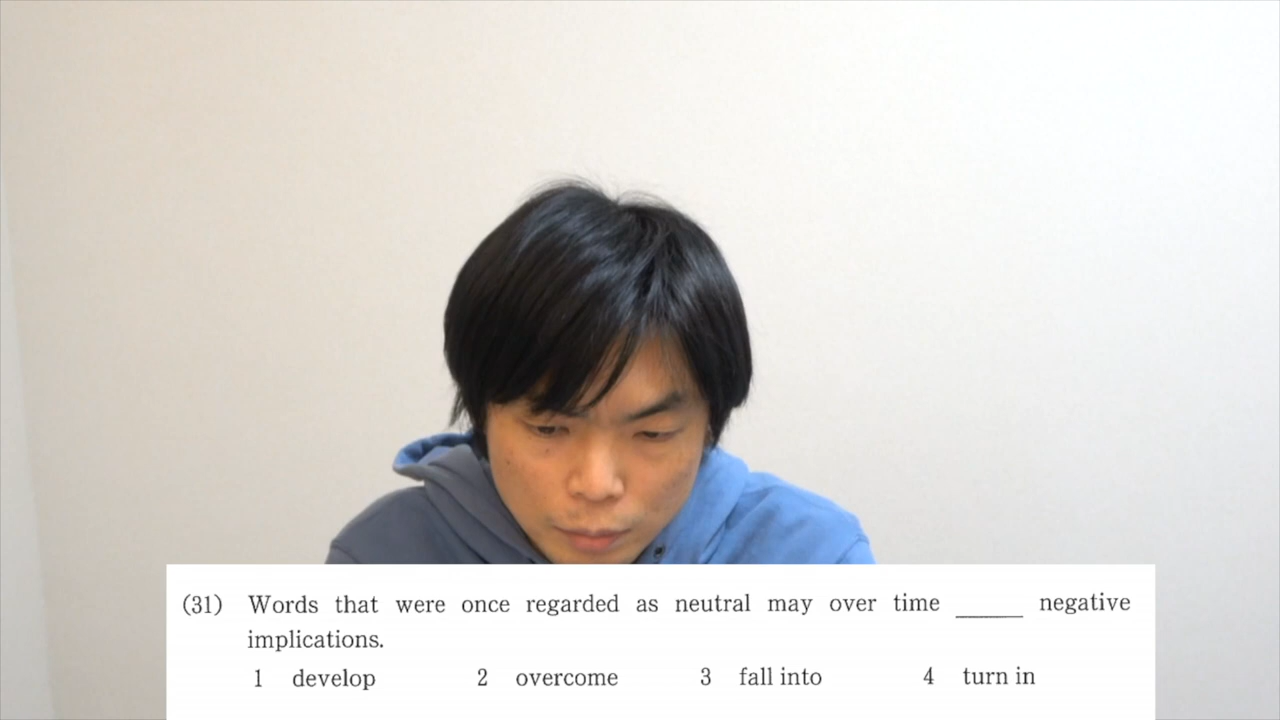 (31) Words that were once regarded as neutral may over time _____ negative
implications.
1 develop 2 overcome 3 fall into 4 turn in